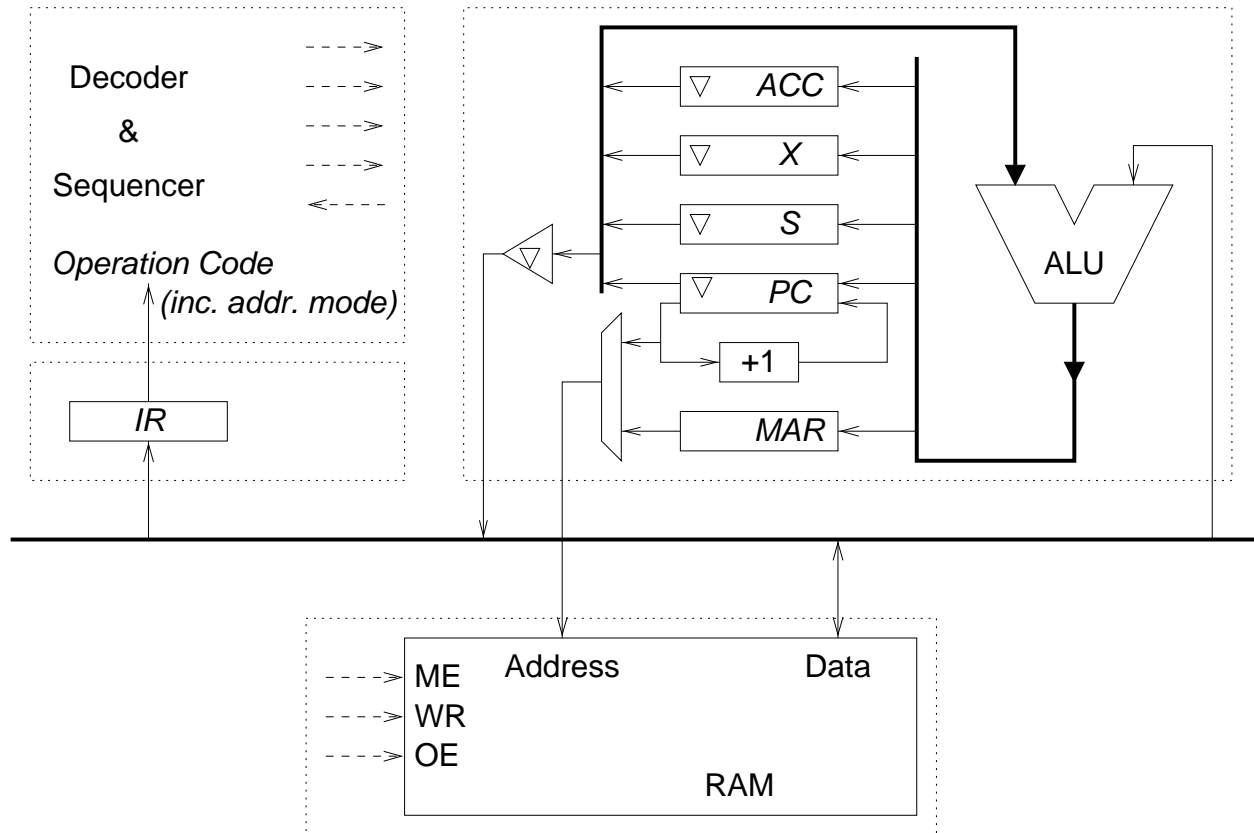 Decoder
&
Sequencer
Operation Code
(inc. addr. mode)
IR
ACC
X
S
PC
+1
MAR
ALU
Address
Data
ME
WR
OE
RAM